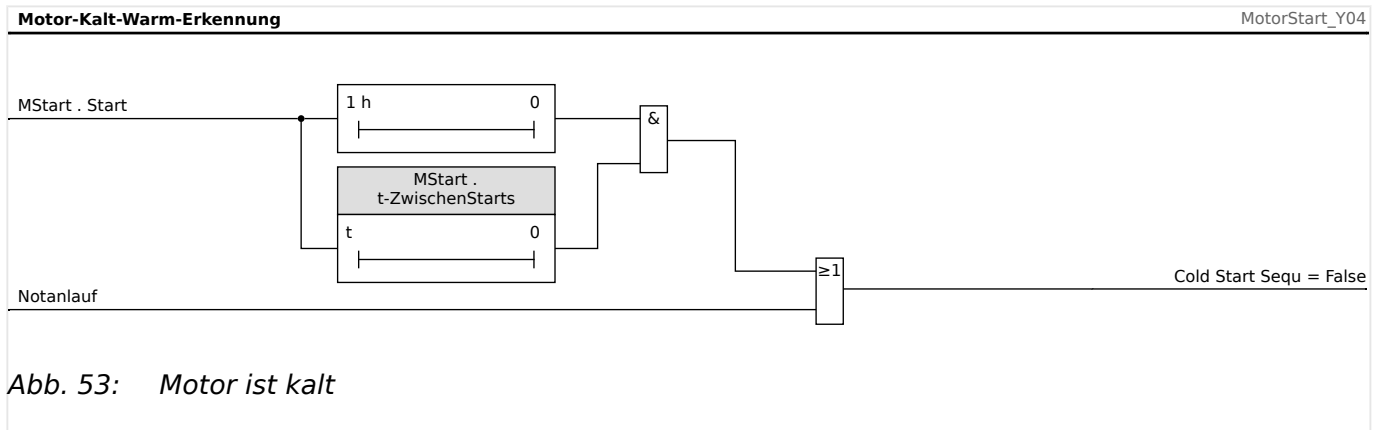 Motor-Kalt-Warm-Erkennung
MotorStart_Y04
MStart . Start
1 h 0
&
MStart .
t-ZwischenStarts
t 0
≥1
Cold Start Sequ = False
Notanlauf
Abb. 53: Motor ist kalt